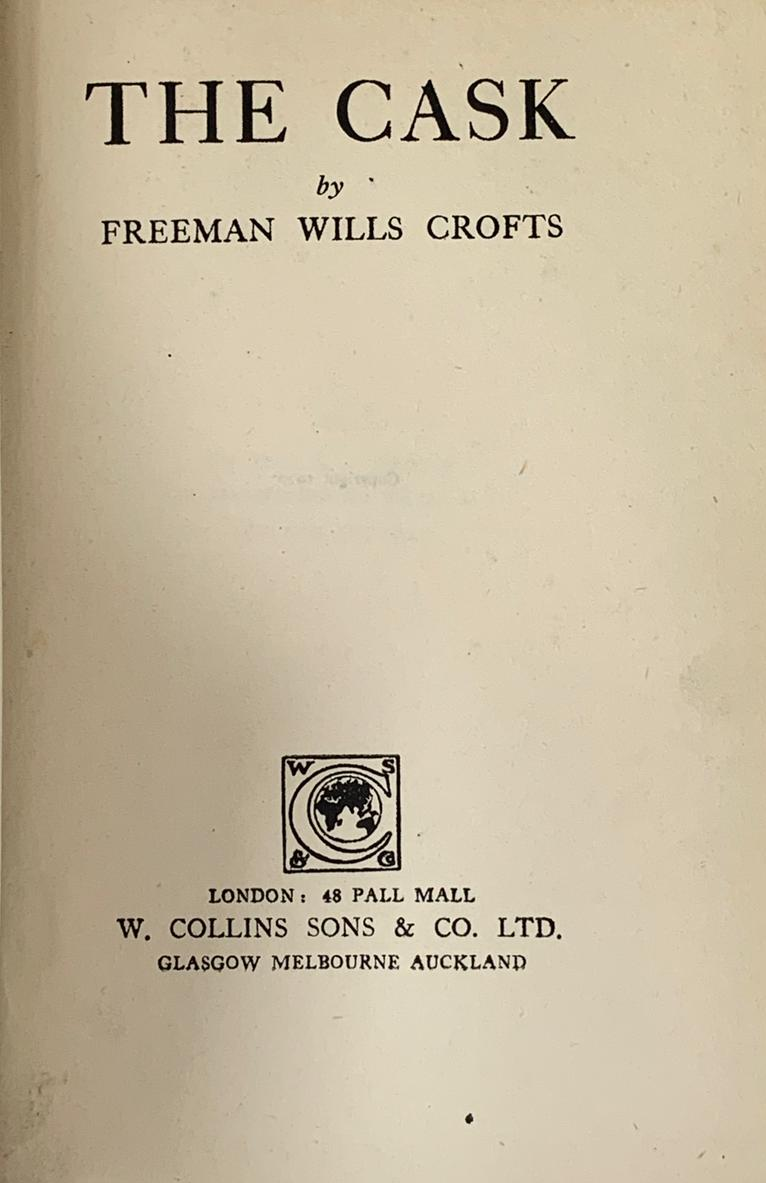 THE CASK
by
FREEMAN WILLS CROFTS
W S
C
& C
LONDON: 48 PALL MALL
W. COLLINS SONS & CO. LTD.
GLASGOW MELBOURNE AUCKLAND